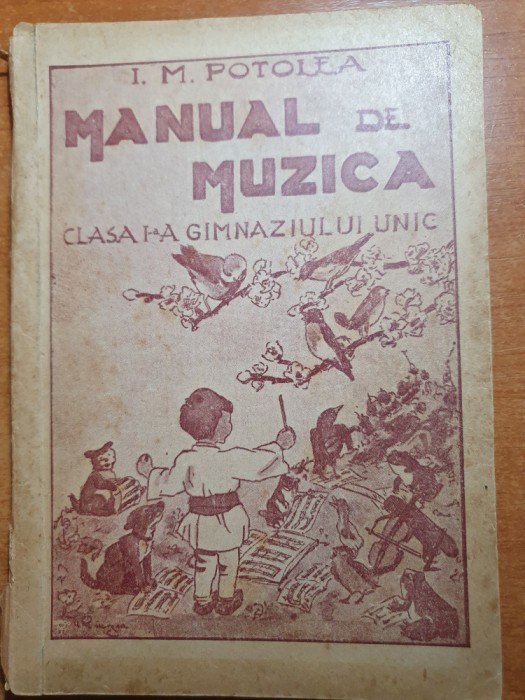 I. M. POTOLEA
MANUAL DE
MUZICA
CLASA I-A GIMNAZIULUI UNIC